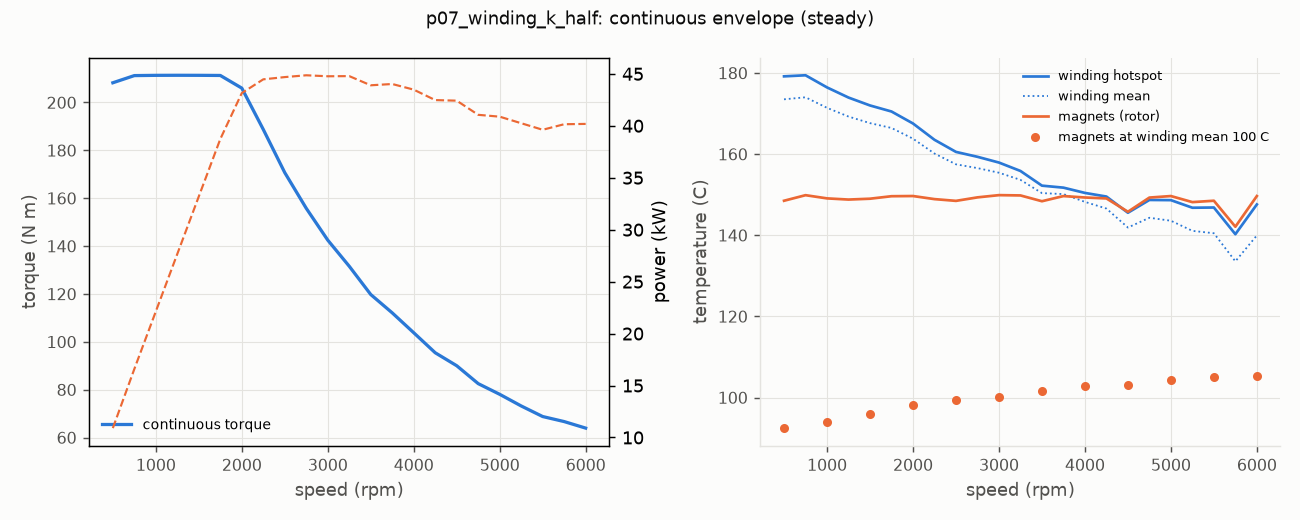 p07_winding_k_half: continuous envelope (steady)
torque (N m)
200
180
160
140
120
100
80
60
continuous torque
1000 2000 3000 4000 5000 6000
speed (rpm)
45
40
35
30
25
20
15
10
power (kW)
temperature (C)
180
160
140
120
100
winding hotspot
winding mean
magnets (rotor)
magnets at winding mean 100 C
1000 2000 3000 4000 5000 6000
speed (rpm)